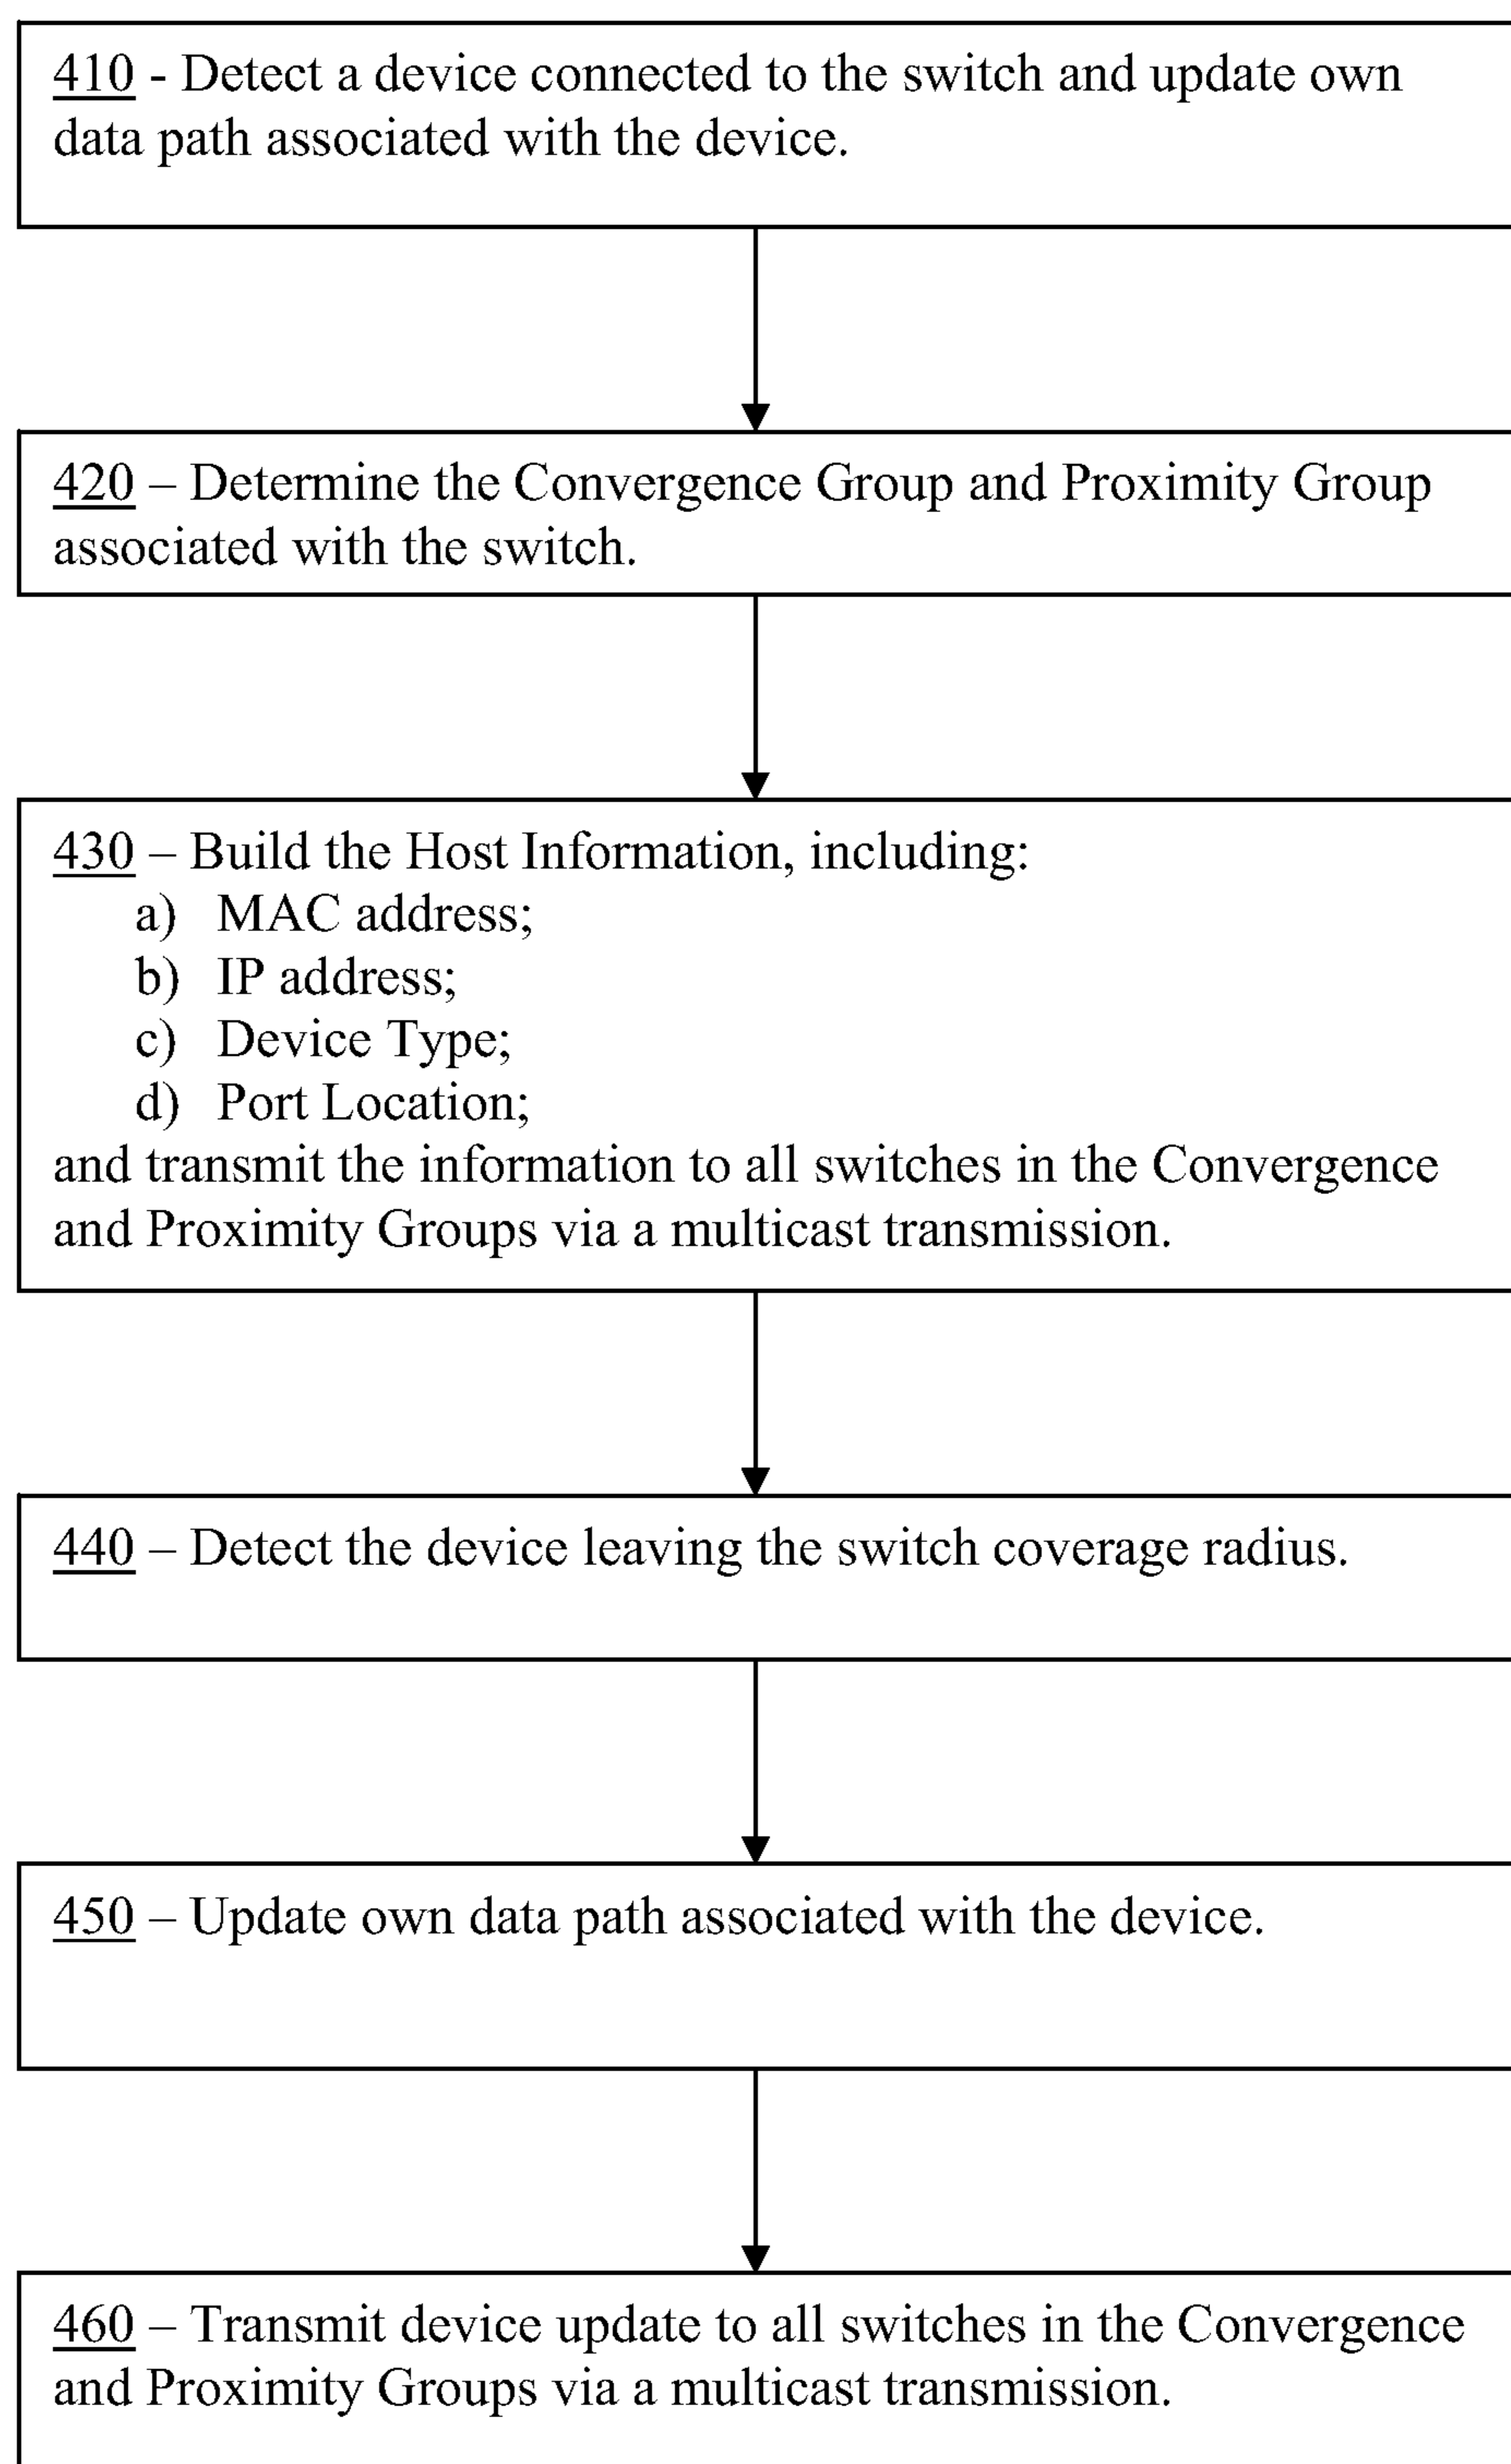 410 - Detect a device connected to the switch and update own
data path associated with the device.
420 – Determine the Convergence Group and Proximity Group
associated with the switch.
430 – Build the Host Information, including:
a) MAC address;
b) IP address;
c) Device Type;
d) Port Location;
and transmit the information to all switches in the Convergence
and Proximity Groups via a multicast transmission.
440 – Detect the device leaving the switch coverage radius.
450 – Update own data path associated with the device.
460 – Transmit device update to all switches in the Convergence
and Proximity Groups via a multicast transmission.